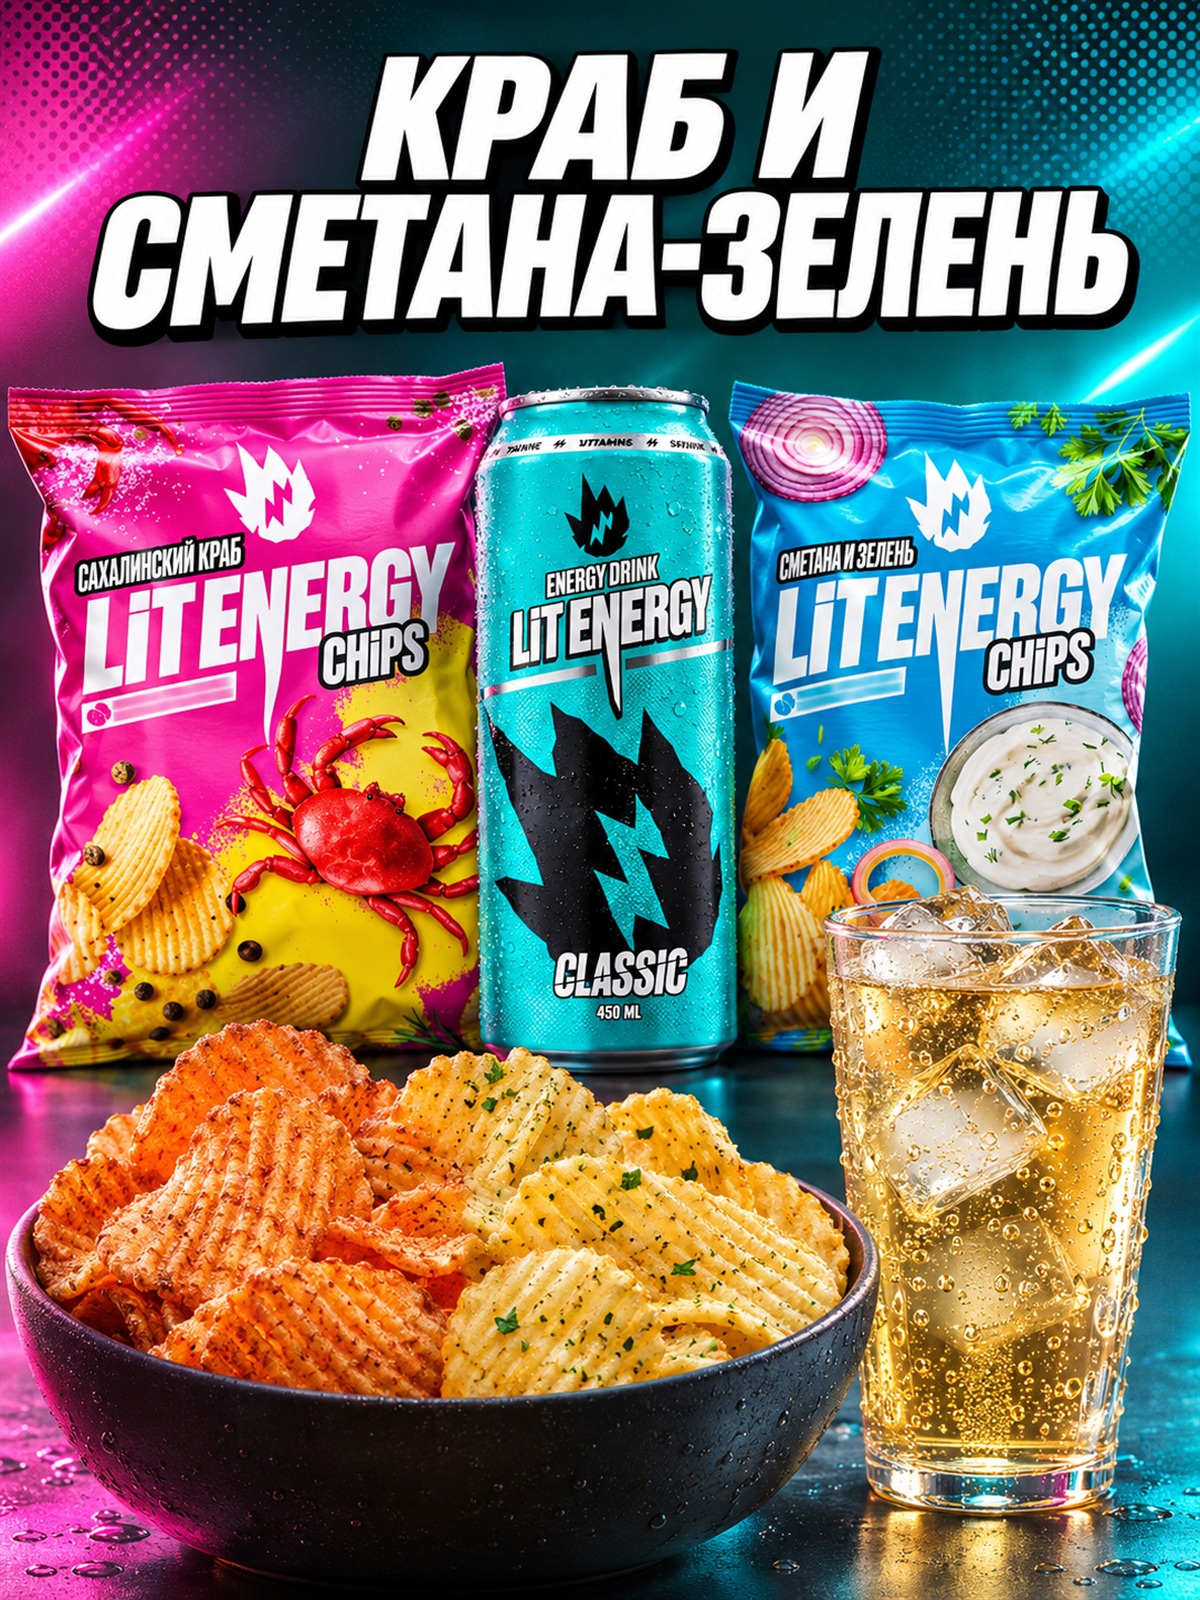 КРАБ И
СМЕТАНА-ЗЕЛЕНЬ
САХАЛИНСКИЙ КРАБ
LiT ENERGY
CHiPS
ENERGY DRINK
LiT ENERGY
CLASSIC
450 ML
СМЕТАНА И ЗЕЛЕНЬ
LiT ENERGY
CHiPS